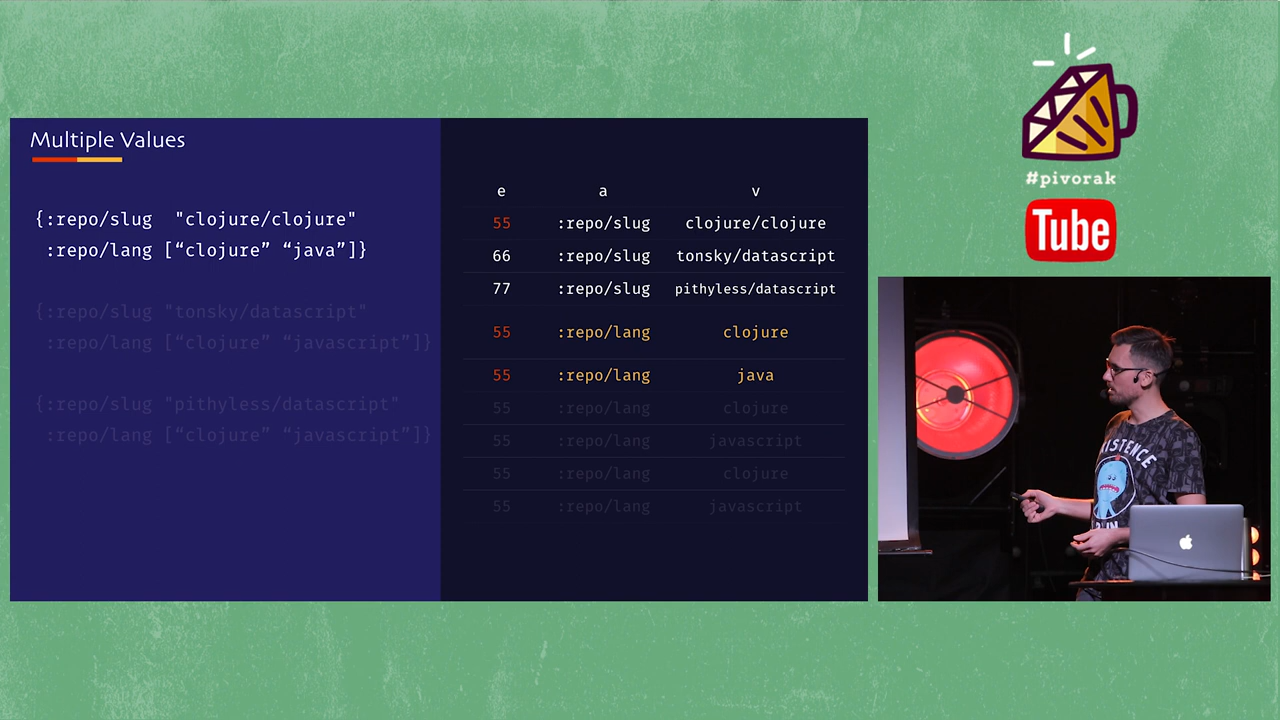 Multiple Values
{:repo/slug "clojure/clojure"
:repo/lang [“clojure” “java”]}
{:repo/slug "tonsky/datascript"
:repo/lang [“clojure” “javascript”]}
{:repo/slug "pithyless/datascript"
:repo/lang [“clojure” “javascript”]}
e a v
55 :repo/slug clojure/clojure
66 :repo/slug tonsky/datascript
77 :repo/slug pithyless/datascript
55 :repo/lang clojure
55 :repo/lang java
55 :repo/lang clojure
55 :repo/lang javascript
55 :repo/lang clojure
55 :repo/lang javascript
#pivorak
Tube